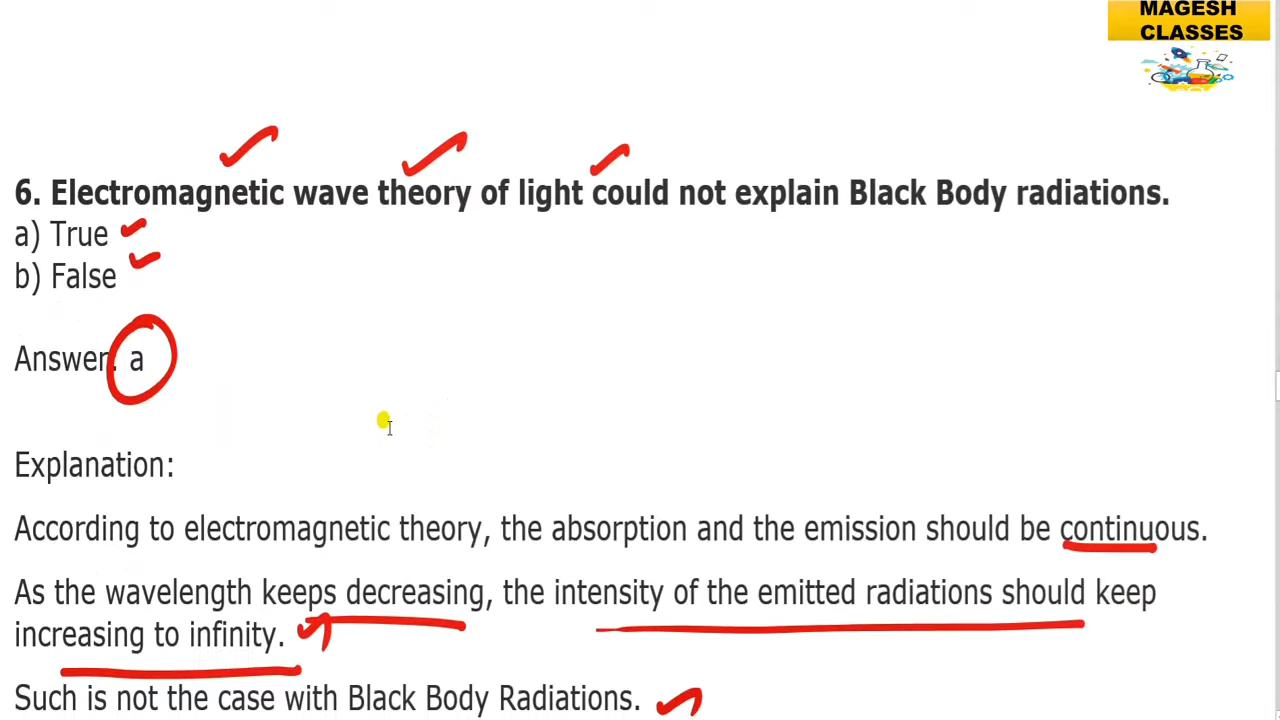 MAGESH
CLASSES
6. Electromagnetic wave theory of light could not explain Black Body radiations.
a) True
b) False
Answer: a
Explanation:
According to electromagnetic theory, the absorption and the emission should be continuous.
As the wavelength keeps decreasing, the intensity of the emitted radiations should keep
increasing to infinity.
Such is not the case with Black Body Radiations.